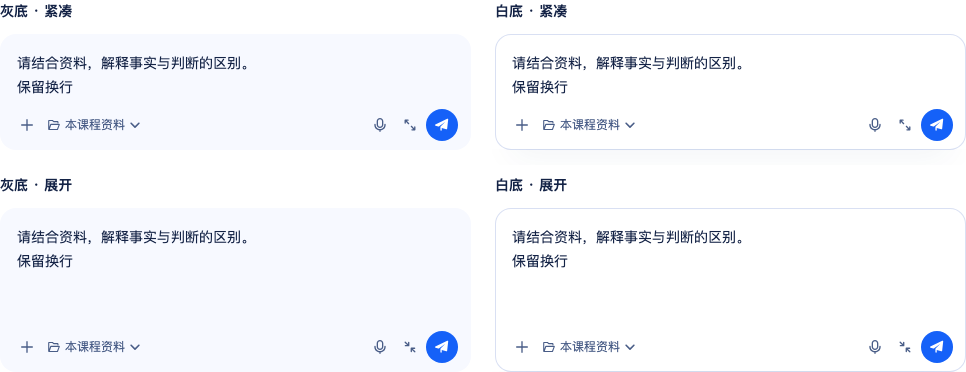 灰底 · 紧凑
请结合资料，解释事实与判断的区别。
保留换行
本课程资料
白底 · 紧凑
请结合资料，解释事实与判断的区别。
保留换行
本课程资料
灰底 · 展开
请结合资料，解释事实与判断的区别。
保留换行
本课程资料
白底 · 展开
请结合资料，解释事实与判断的区别。
保留换行
本课程资料